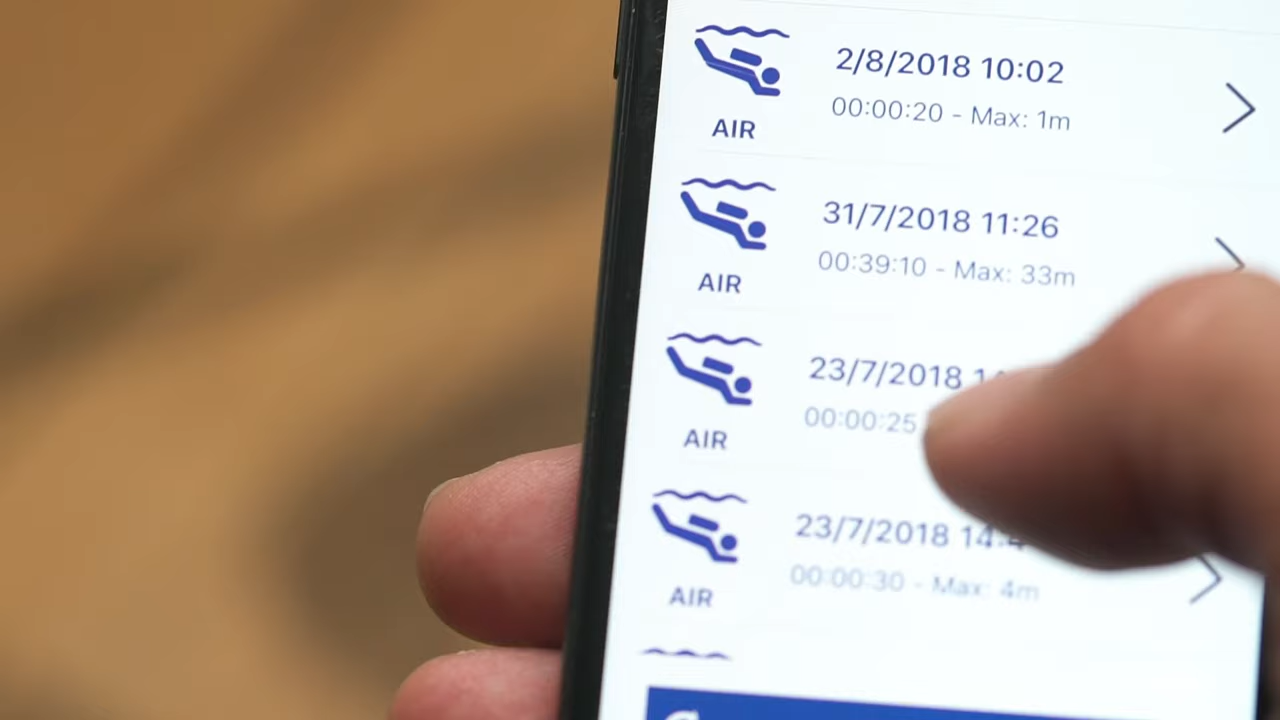 2/8/2018 10:02
00:00:20 - Max: 1m
AIR
31/7/2018 11:26
00:39:10 - Max: 33m
AIR
23/7/2018
00:00:25
AIR
23/7/2018
00:00:30 - Max: 4m
AIR